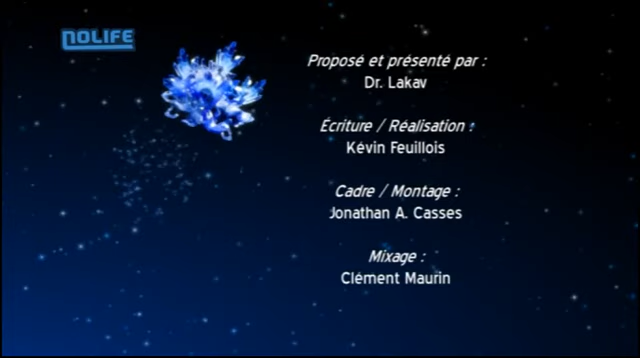 NOLIFE
Proposé et présenté par :
Dr. Lakav
Écriture / Réalisation :
Kévin Feuillois
Cadre / Montage :
Jonathan A. Casses
Mixage :
Clément Maurin